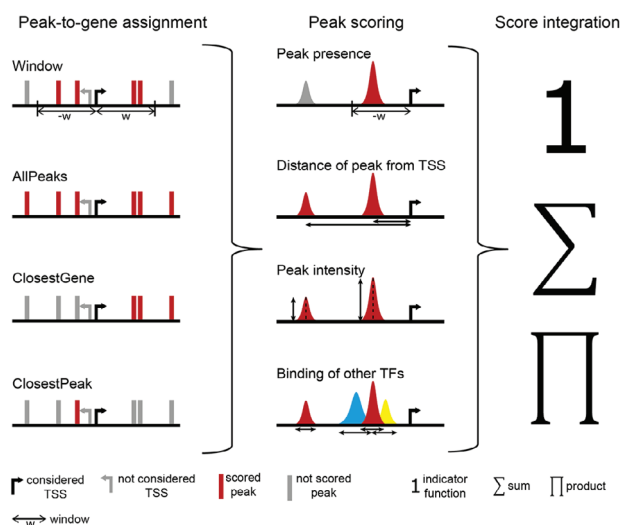 Peak-to-gene assignment
Peak scoring
Score integration
Window
-w
w
AllPeaks
ClosestGene
ClosestPeak
Peak presence
-w
Distance of peak from TSS
Peak intensity
Binding of other TFs
1
∑
∏
considered
TSS
not considered
TSS
scored
peak
not scored
peak
1 indicator
function
∑ sum
∏ product
w window